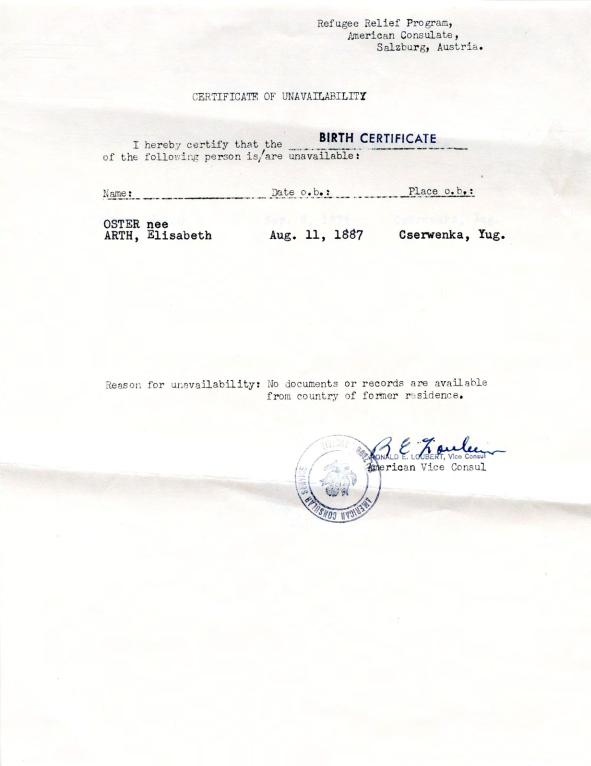 Refugee Relief Program,
American Consulate,
Salzburg, Austria.
CERTIFICATE OF UNAVAILABILITY
I hereby certify that the BIRTH CERTIFICATE
of the following person is/are unavailable:
Name: Date o.b.: Place o.b.:
OSTER nee
ARTH, Elisabeth Aug. 11, 1887 Cserwenka, Yug.
Reason for unavailability: No documents or records are available
from country of former residence.
RONALD E. LOUBERT, Vice Consul
American Vice Consul
AMERICAN CONSULAR SERVICE